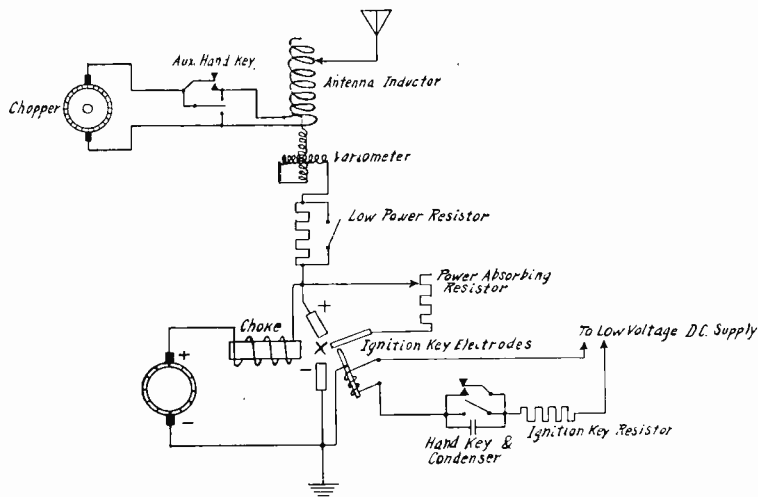 Aux. Hand Key
Antenna Inductor
Chopper
Variometer
Low Power Resistor
Power Absorbing
Resistor
+
Choke
To Low Voltage D.C. Supply
Ignition Key Electrodes
+
-
-
Hand Key &
Condenser
Ignition Key Resistor